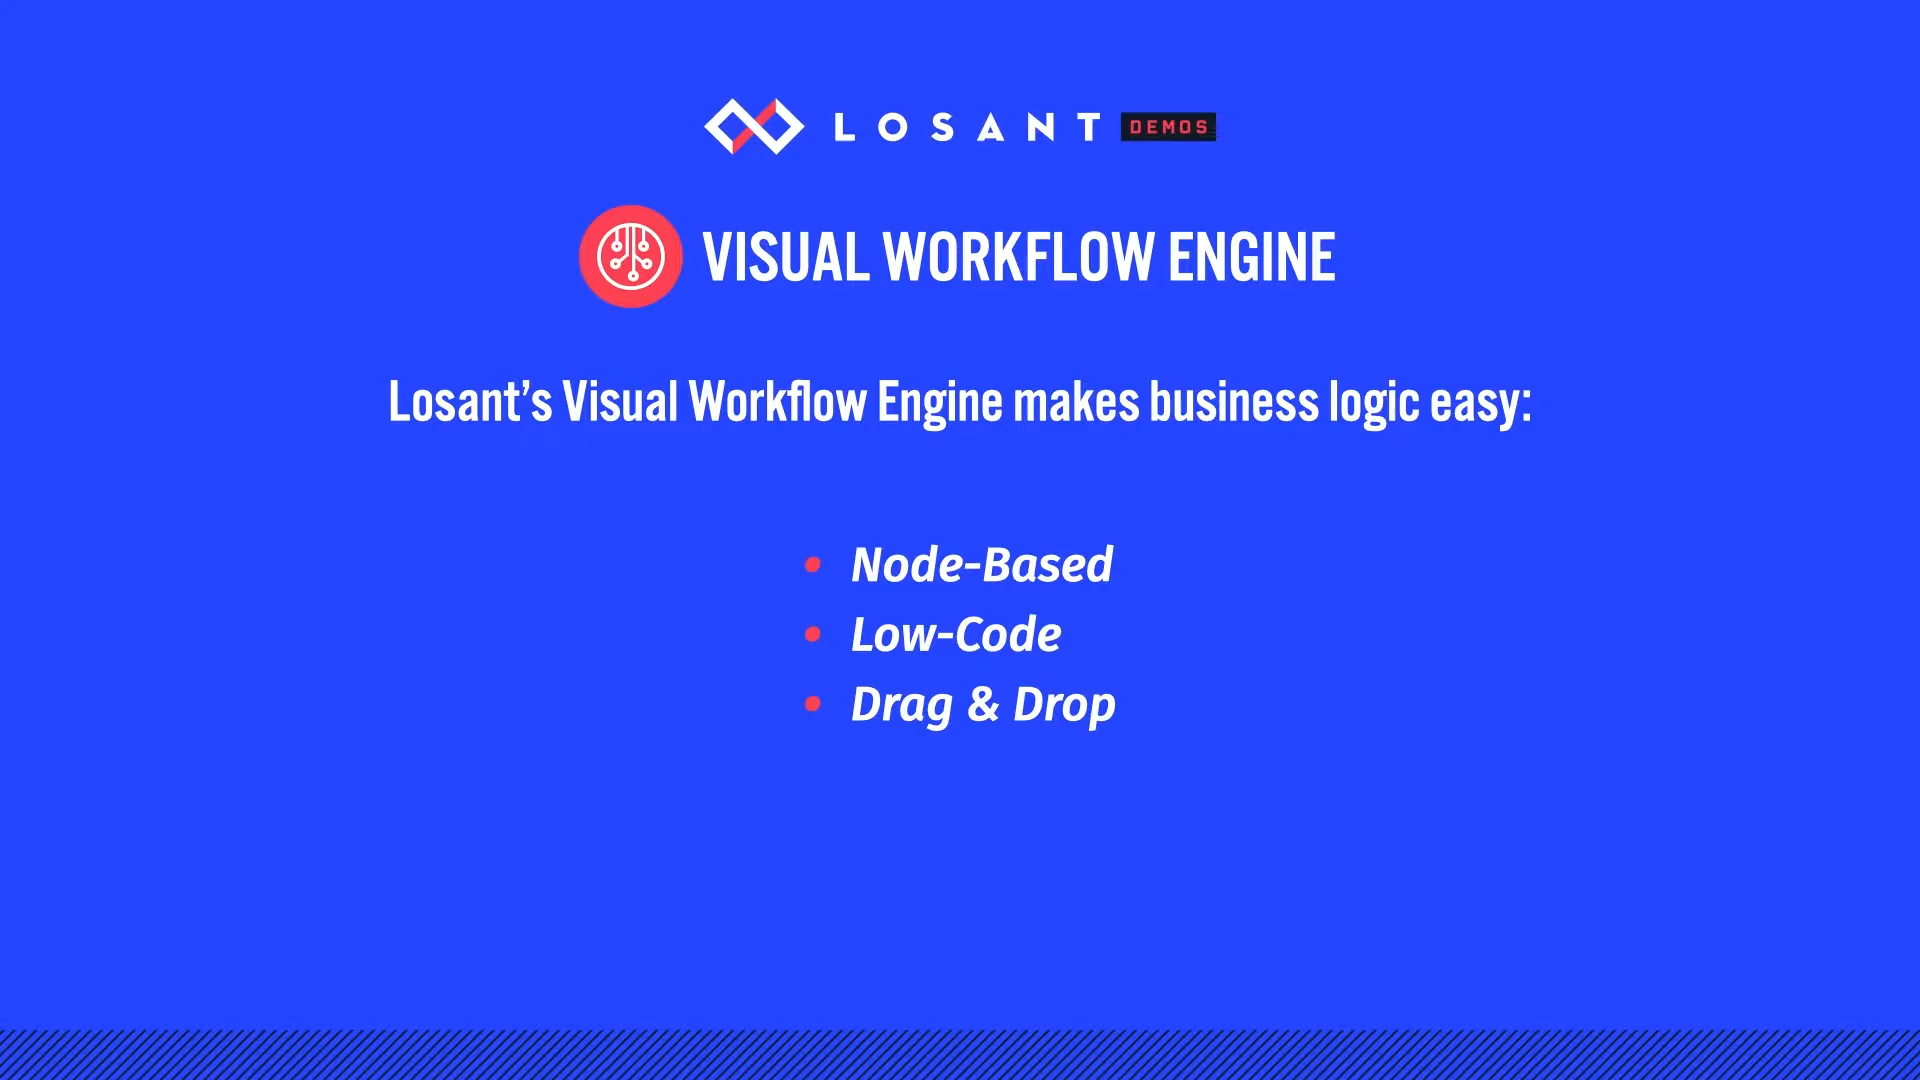 LOSANT DEMOS
VISUAL WORKFLOW ENGINE
Losant’s Visual Workflow Engine makes business logic easy:
• Node-Based
• Low-Code
• Drag & Drop